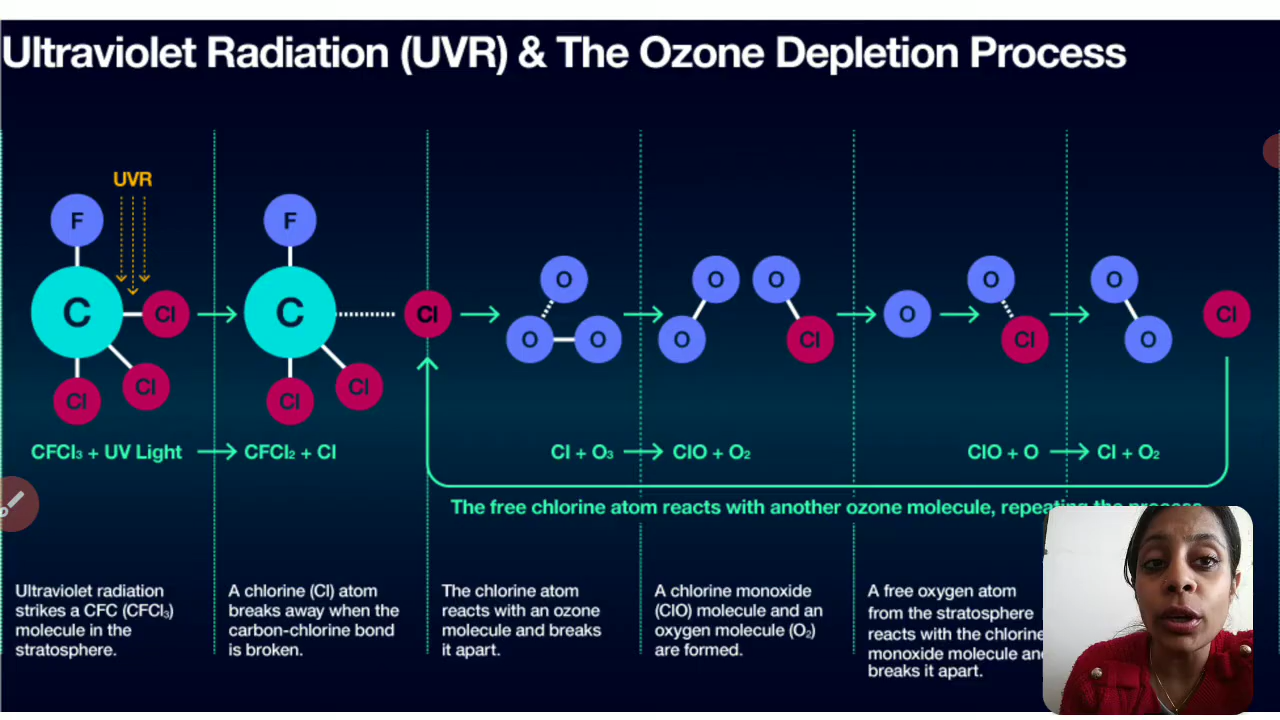 Ultraviolet Radiation (UVR) & The Ozone Depletion Process
UVR
F
C
Cl
Cl
Cl
F
C
Cl
Cl
Cl
O
O
O
O
O
O
Cl
O
O
Cl
O
O
Cl
CFCl₃ + UV Light
CFCl₂ + Cl
Cl + O₃
ClO + O₂
ClO + O
Cl + O₂
The free chlorine atom reacts with another ozone molecule, repeating the process
Ultraviolet radiation
strikes a CFC (CFCl₃)
molecule in the
stratosphere.
A chlorine (Cl) atom
breaks away when the
carbon-chlorine bond
is broken.
The chlorine atom
reacts with an ozone
molecule and breaks
it apart.
A chlorine monoxide
(ClO) molecule and an
oxygen molecule (O₂)
are formed.
A free oxygen atom
from the stratosphere
reacts with the chlorine
monoxide molecule and
breaks it apart.